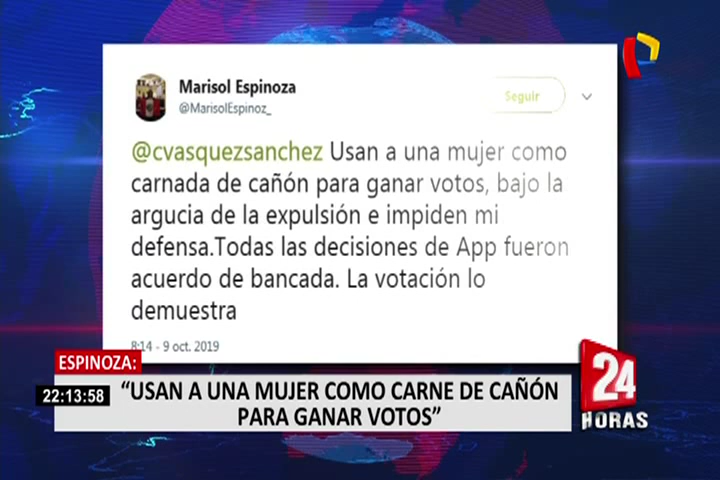 Marisol Espinoza
@MarisolEspinoz_
Seguir
@cvasquezsanchez Usan a una mujer como
carnada de cañón para ganar votos, bajo la
argucia de la expulsión e impiden mi
defensa.Todas las decisiones de App fueron
acuerdo de bancada. La votación lo
demuestra
8:14 - 9 oct. 2019
ESPINOZA:
22:13:58
“USAN A UNA MUJER COMO CARNE DE CAÑÓN
PARA GANAR VOTOS”
24
HORAS